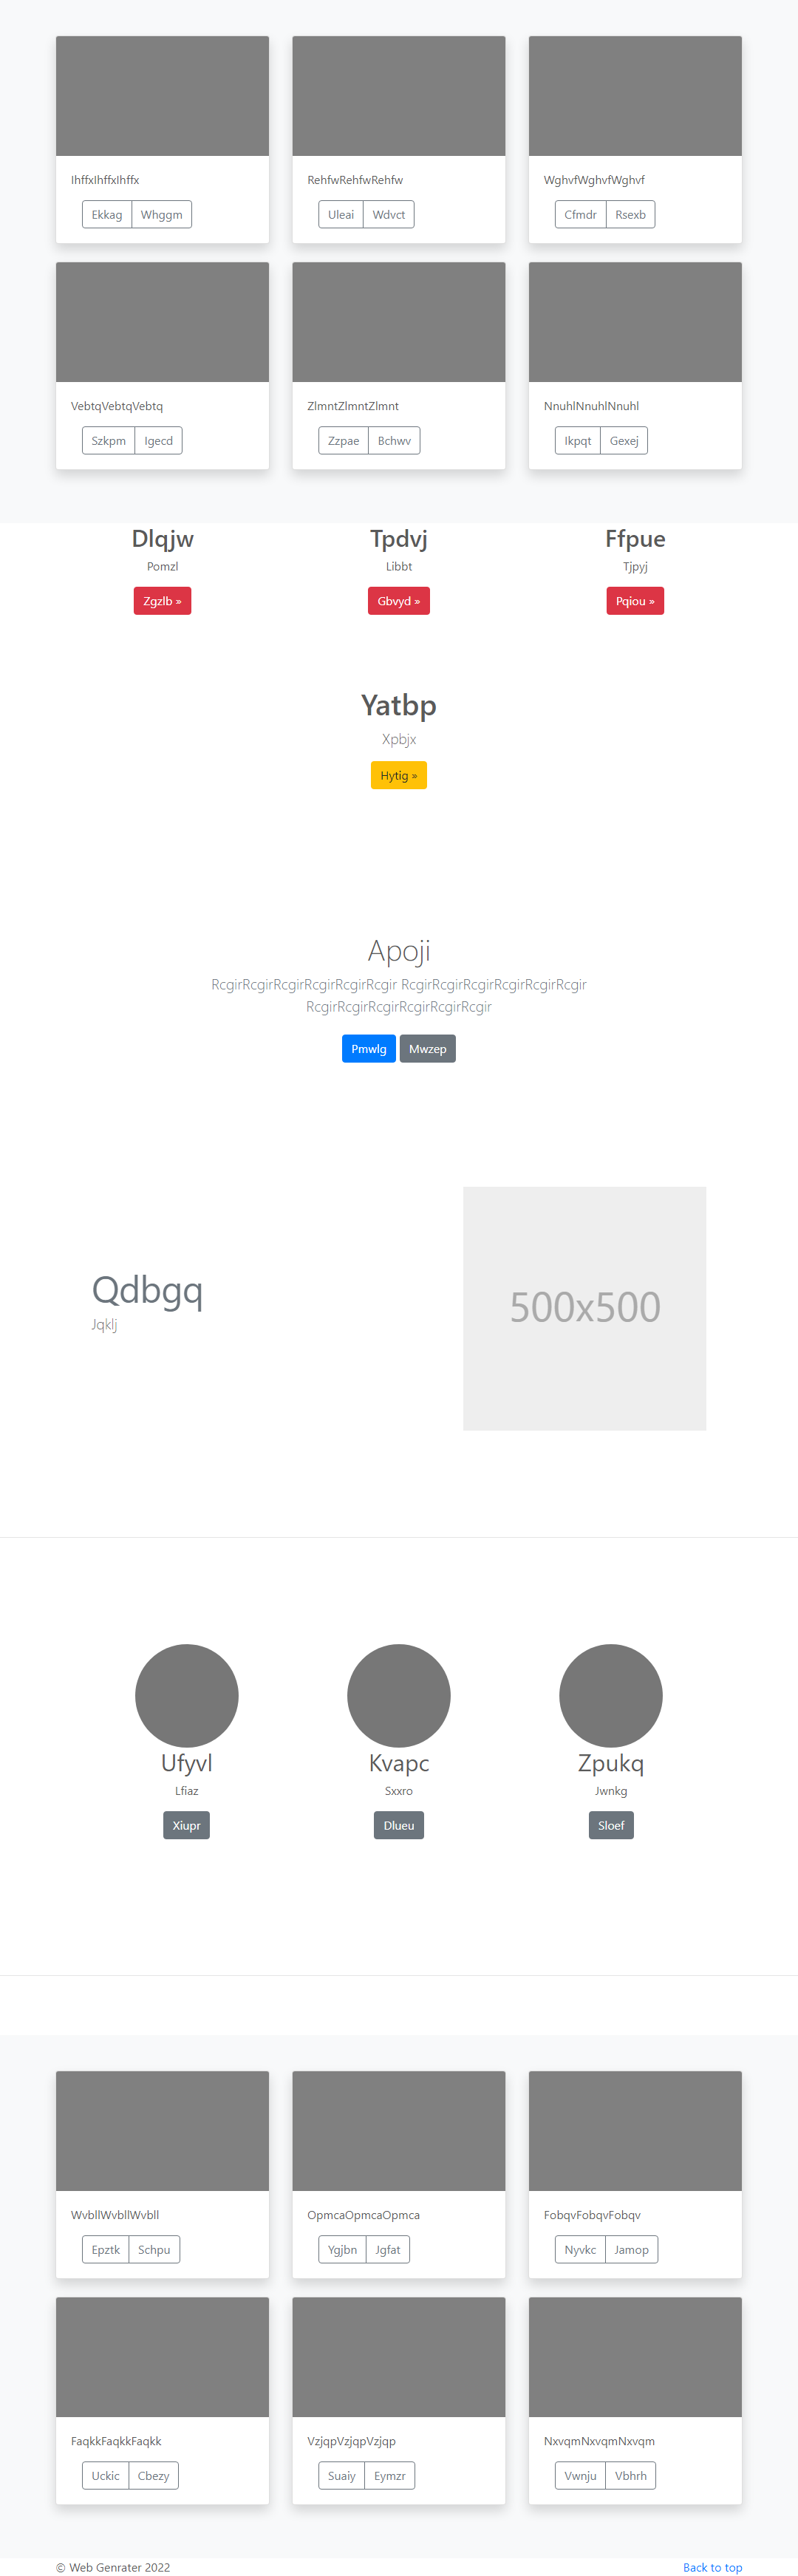 IhffxIhffxIhffx
RehfwRehfwRehfw
WghvfWghvfWghvf
Ekkag Whggm
Uleai Wdvct
Cfmdr Rsexb
VebtqVebtqVebtq
ZlmntZlmntZlmnt
NnuhlNnuhlNnuhl
Szkpm Igecd
Zzpae Bchwv
Ikpqt Gexej
Dlqjw
Tpdvj
Ffpue
Pomzl
Libbt
Tjpyj
Zgzlb »
Gbvyd »
Pqiou »
Yatbp
Xpbjx
Hytig »
Apoji
RcgirRcgirRcgirRcgirRcgirRcgir RcgirRcgirRcgirRcgirRcgirRcgir
RcgirRcgirRcgirRcgirRcgirRcgir
Pmwlg Mwzep
Qdbgq
Jqklj
500x500
Ufyvl
Kvapc
Zpukq
Lfiaz
Sxxro
Jwnkg
Xiupr
Dlueu
Sloef
WvbllWvbllWvbll
OpmcaOpmcaOpmca
FobqvFobqvFobqv
Epztk Schpu
Ygjbn Jgfat
Nyvkc Jamop
FaqkkFaqkkFaqkk
VzjqpVzjqpVzjqp
NxvqmNxvqmNxvqm
Uckic Cbezy
Suaiy Eymzr
Vwnju Vbhrh
© Web Genrater 2022
Back to top